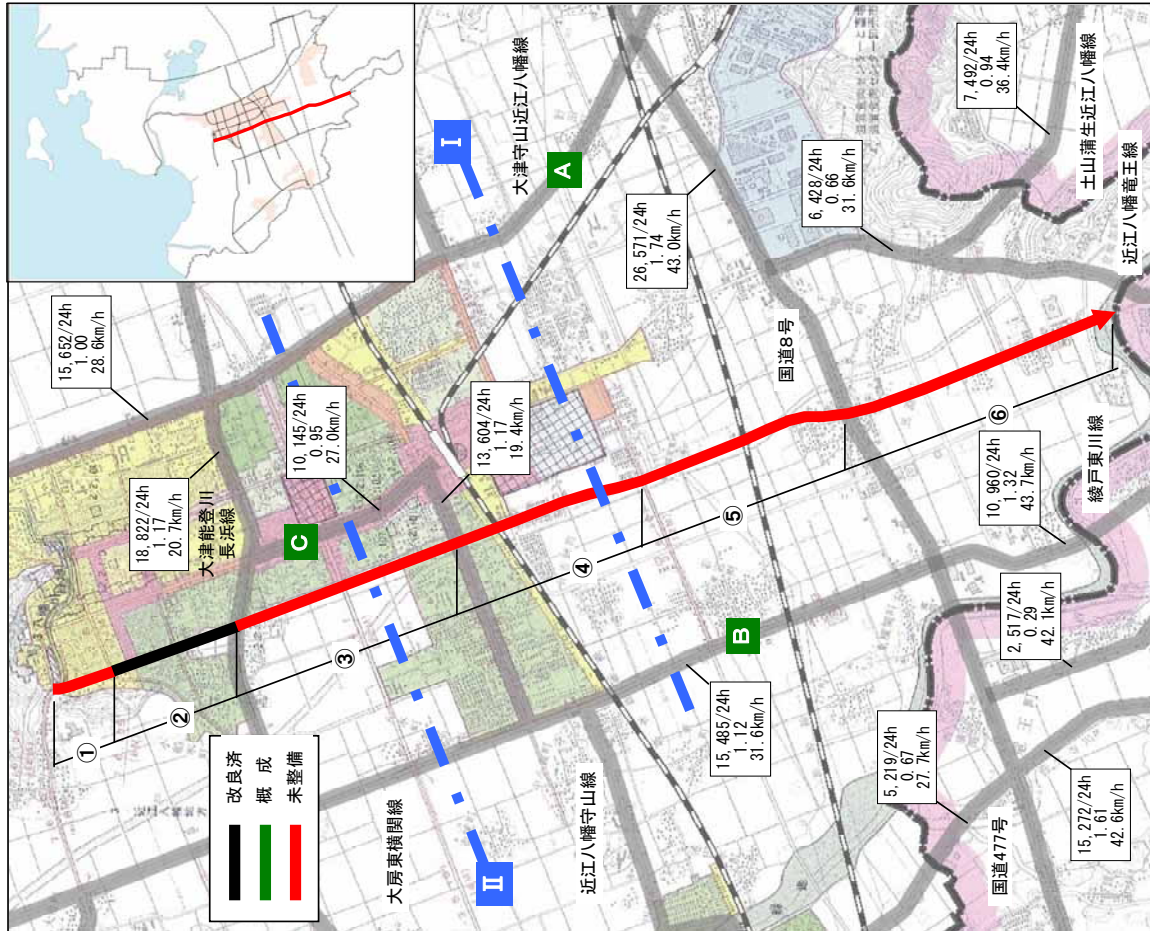 15,652/24h
1.00
28.6km/h
18,822/24h
1.17
20.7km/h
大津能登川
長浜線
10,145/24h
0.95
27.0km/h
C
13,604/24h
1.17
19.4km/h
I
大津守山近江八幡線
A
26,571/24h
1.74
43.0km/h
6,428/24h
0.66
31.6km/h
7,492/24h
0.94
36.4km/h
土山蒲生近江八幡線
近江八幡竜王線
国道8号
①
②
③
④
⑤
⑥
改良済
概 成
未整備
大房東横関線
II
近江八幡守山線
B
15,485/24h
1.12
31.6km/h
10,960/24h
1.32
43.7km/h
綾戸東川線
2,517/24h
0.29
42.1km/h
5,219/24h
0.67
27.7km/h
国道477号
15,272/24h
1.61
42.6km/h